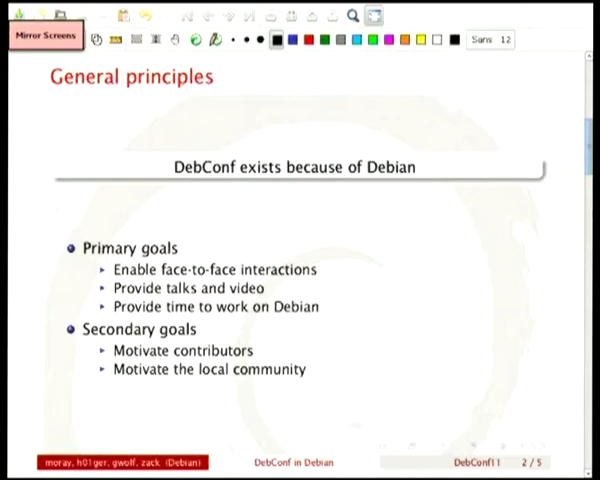 Mirror Screens
Sans 12
General principles
DebConf exists because of Debian
Primary goals
Enable face-to-face interactions
Provide talks and video
Provide time to work on Debian
Secondary goals
Motivate contributors
Motivate the local community
moray, h01ger, gwolf, zack (Debian)
DebConf in Debian
DebConf11
2 / 5